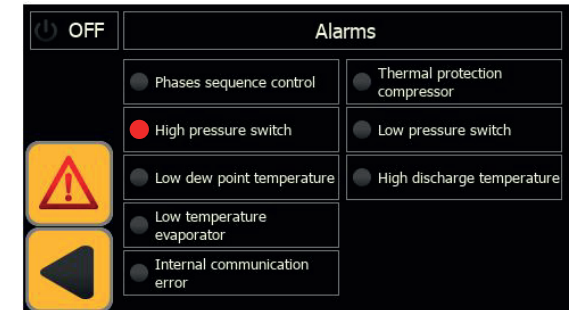 OFF
Alarms
Phases sequence control
Thermal protection
compressor
High pressure switch
Low pressure switch
Low dew point temperature
High discharge temperature
Low temperature
evaporator
Internal communication
error